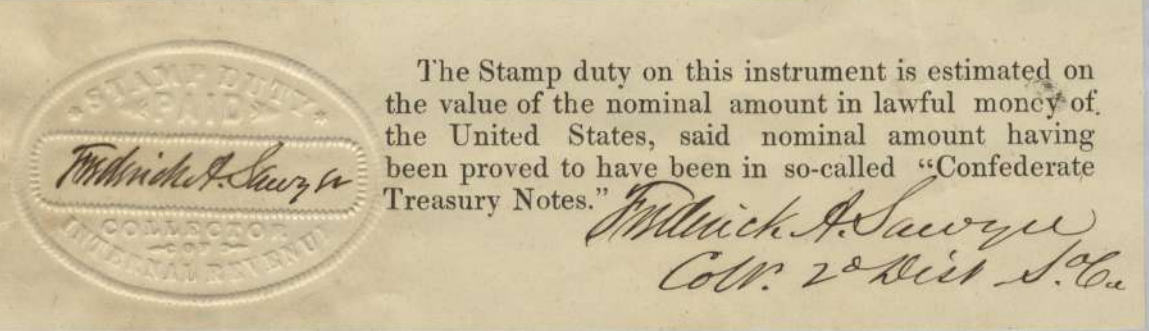 * STAMP DUTY *
PAID
Frederick A. Sawyer
COLLECTOR
OF
INTERNAL REVENUE
The Stamp duty on this instrument is estimated on
the value of the nominal amount in lawful money of
the United States, said nominal amount having
been proved to have been in so-called “Confederate
Treasury Notes.”
Frederick A. Sawyer
Collr. 2d Dist So. Ca